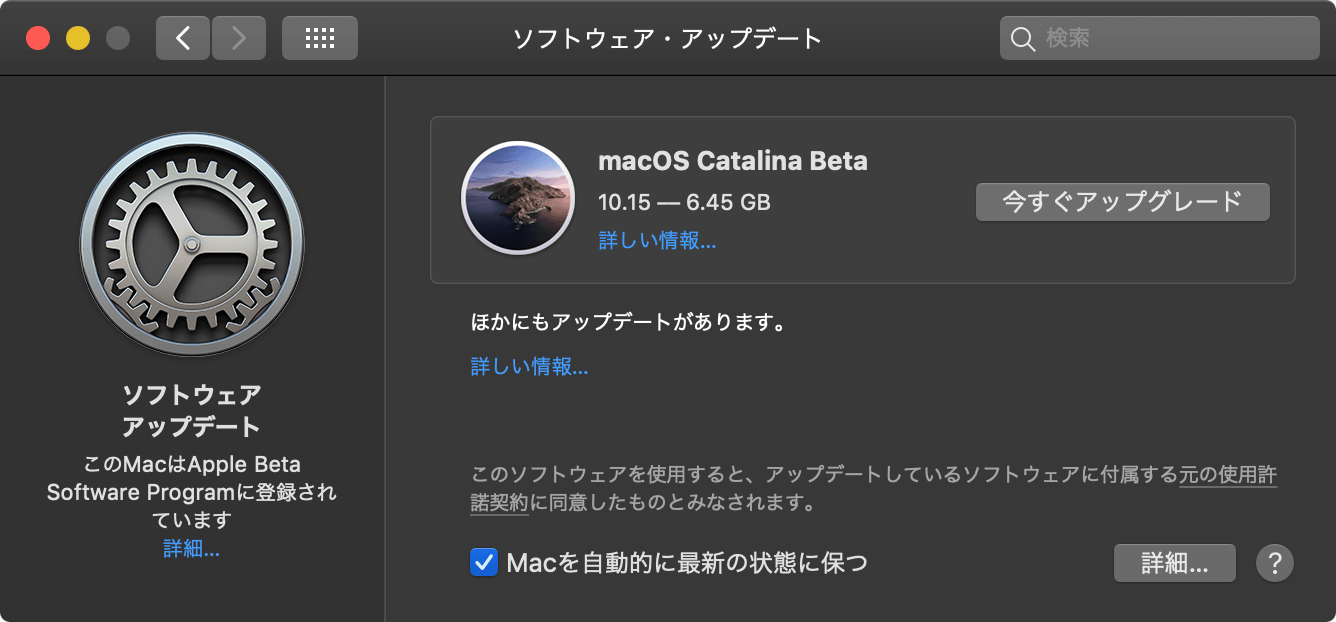 ソフトウェア・アップデート
検索
ソフトウェア
アップデート
このMacはApple Beta
Software Programに登録され
ています
詳細...
macOS Catalina Beta
10.15 — 6.45 GB
詳しい情報...
今すぐアップグレード
ほかにもアップデートがあります。
詳しい情報...
このソフトウェアを使用すると、アップデートしているソフトウェアに付属する元の使用許
諾契約に同意したものとみなされます。
Macを自動的に最新の状態に保つ
詳細...
?